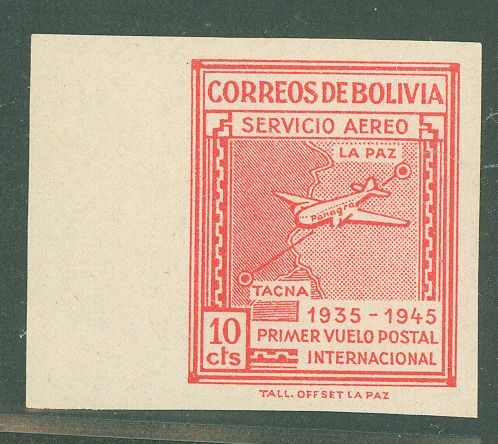 CORREOS DE BOLIVIA
SERVICIO AEREO
LA PAZ
Panagra
TACNA
1935 - 1945
10 cts
PRIMER VUELO POSTAL
INTERNACIONAL
TALL. OFFSET LA PAZ